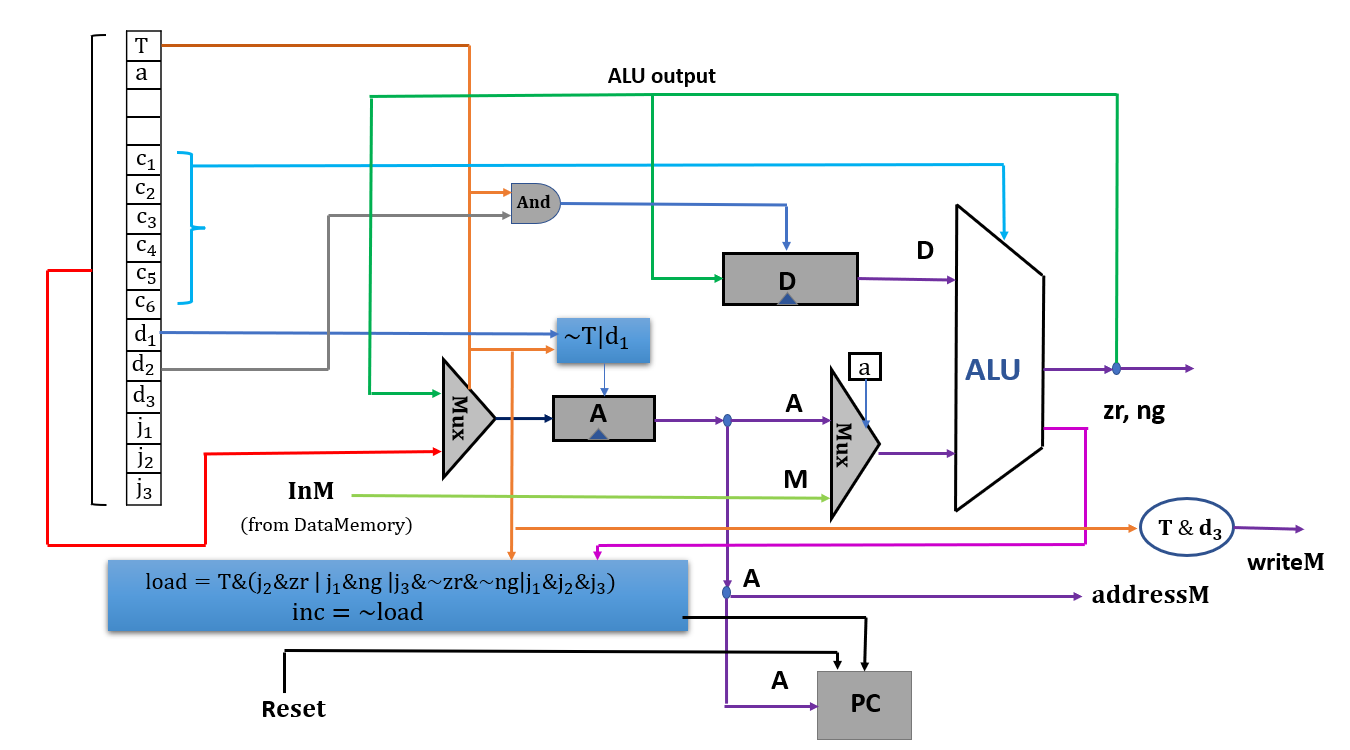 T
a
c₁
c₂
c₃
c₄
c₅
c₆
d₁
d₂
d₃
j₁
j₂
j₃
ALU output
And
D
D
~T|d₁
Mux
A
A
a
Mux
M
ALU
zr, ng
InM
(from DataMemory)
T & d₃
writeM
load = T&(j₂&zr | j₁&ng |j₃&~zr&~ng|j₁&j₂&j₃)
inc = ~load
A
addressM
Reset
A
PC